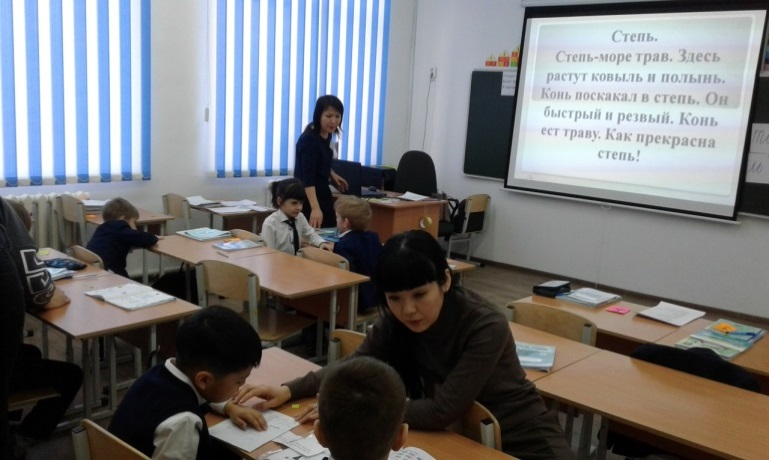 Степь.
Степь-море трав. Здесь
растут ковыль и полынь.
Конь поскакал в степь. Он
быстрый и резвый. Конь
ест траву. Как прекрасна
степь!